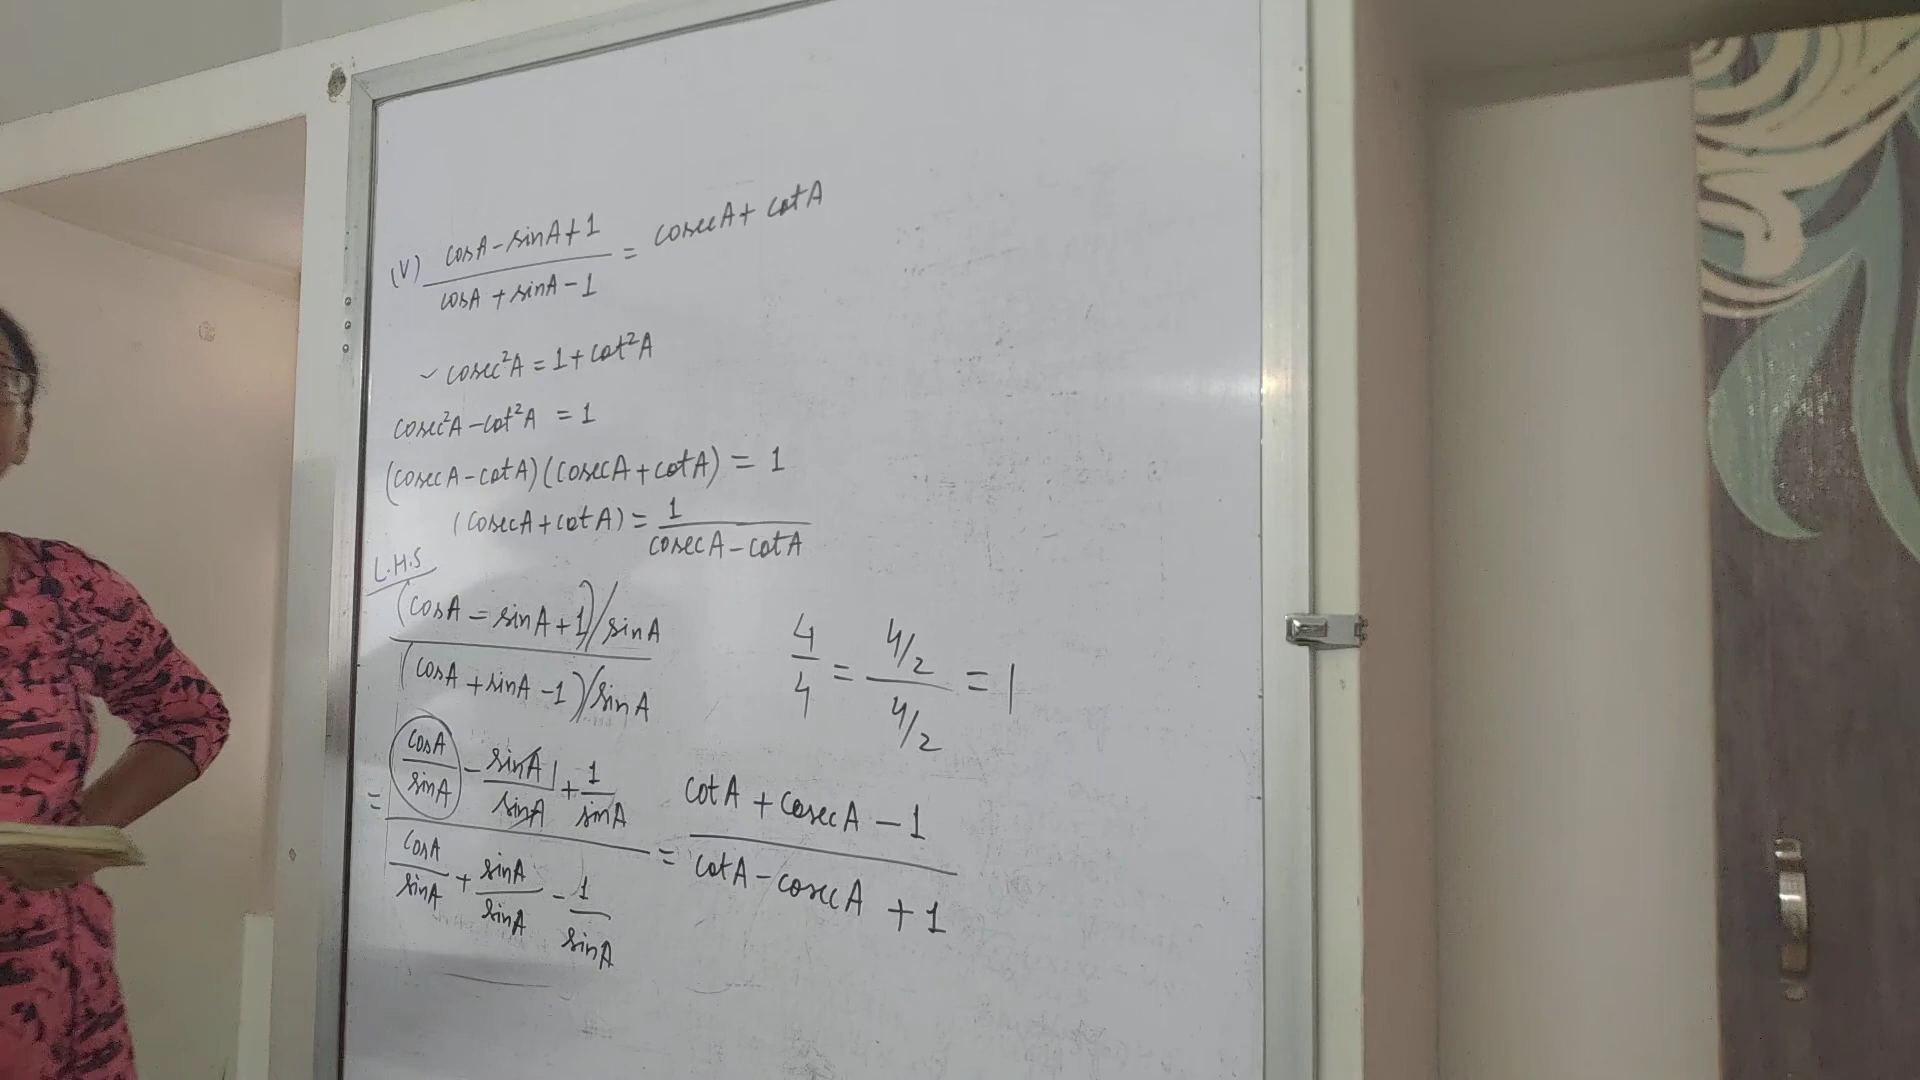 (V) cosA - sinA + 1 / cosA + sinA - 1 = cosecA + cotA
cosec²A = 1 + cot²A
cosec²A - cot²A = 1
(cosecA - cotA) (cosecA + cotA) = 1
(cosecA + cotA) = 1 / cosecA - cotA
L.H.S
(cosA = sinA + 1)/sinA
(cosA + sinA - 1)/sinA
4/4 = 4/2 / 4/2 = 1
= cosA/sinA - sinA/sinA 1 + 1/sinA
cosA/sinA + sinA/sinA - 1/sinA
= cotA + cosecA - 1
cotA - cosecA + 1